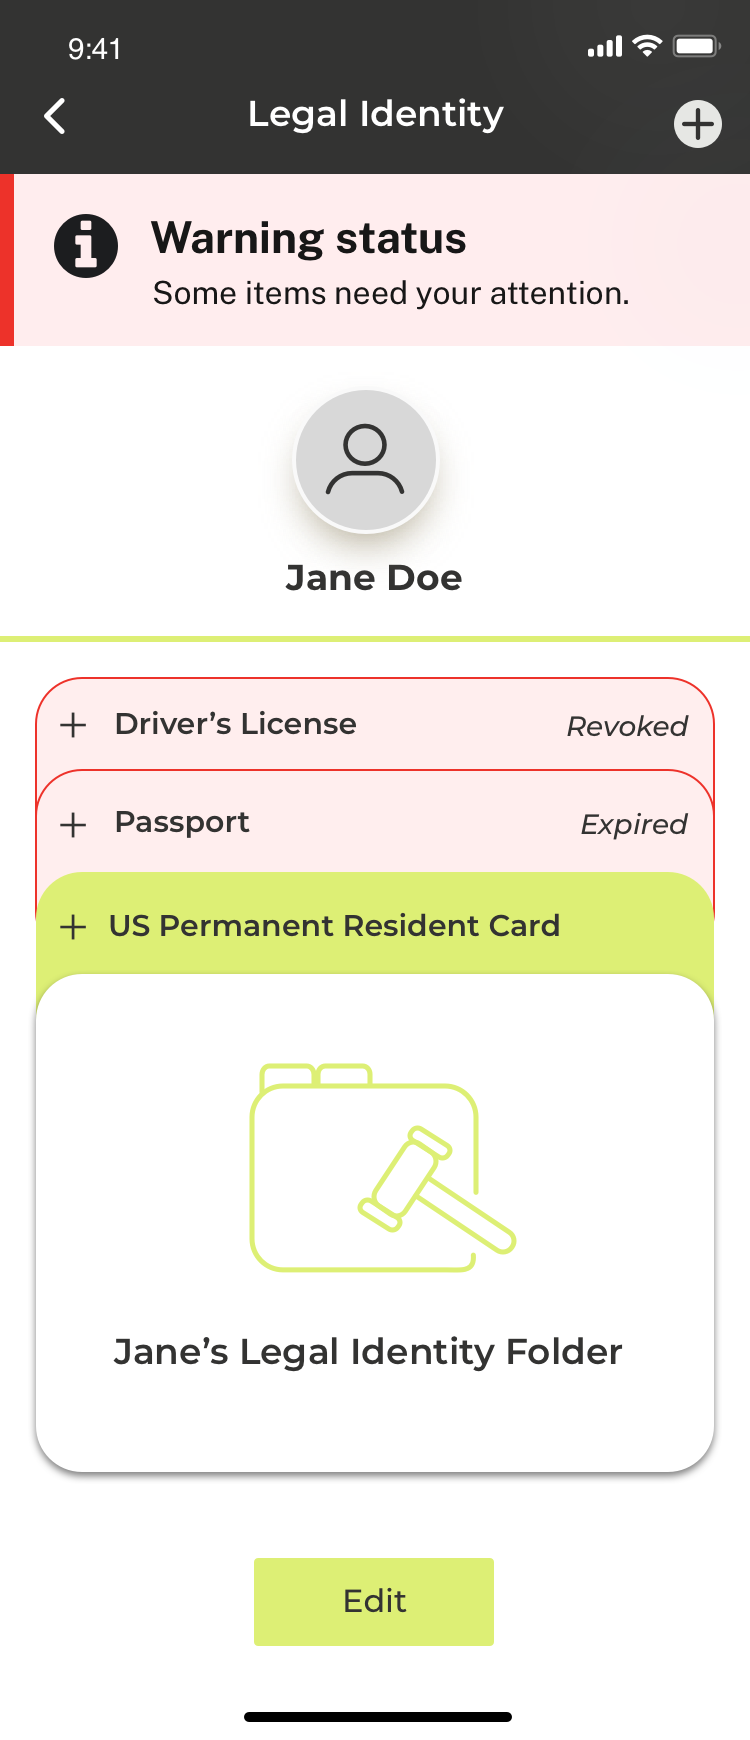 9:41
Legal Identity
Warning status
Some items need your attention.
Jane Doe
Driver’s License Revoked
Passport Expired
US Permanent Resident Card
Jane’s Legal Identity Folder
Edit